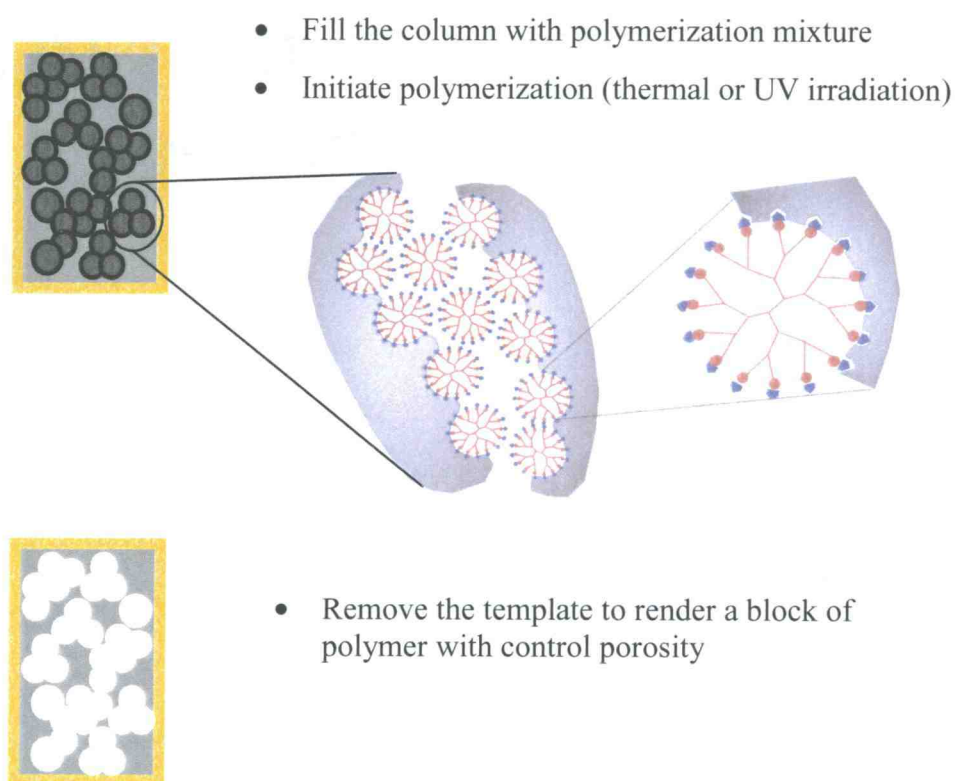 • Fill the column with polymerization mixture
• Initiate polymerization (thermal or UV irradiation)
• Remove the template to render a block of
polymer with control porosity